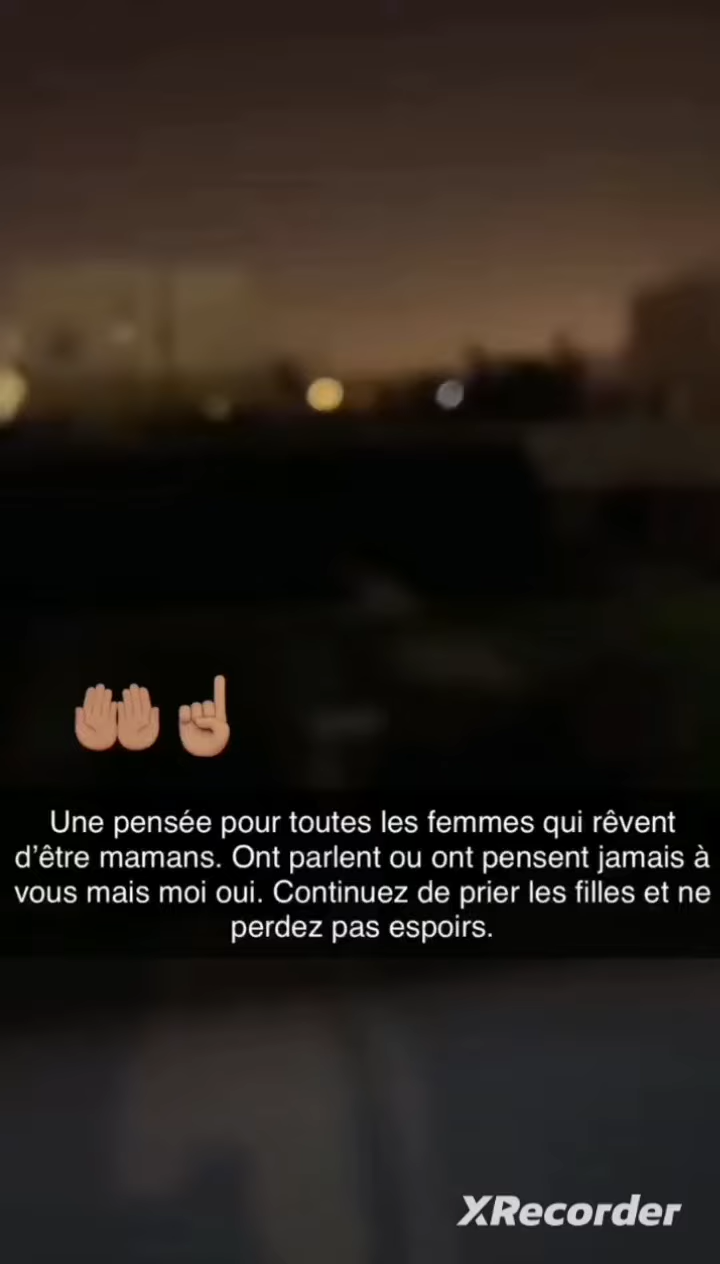 🤲🏼 ☝🏼
Une pensée pour toutes les femmes qui rêvent
d'être mamans. Ont parlent ou ont pensent jamais à
vous mais moi oui. Continuez de prier les filles et ne
perdez pas espoirs.
XRecorder